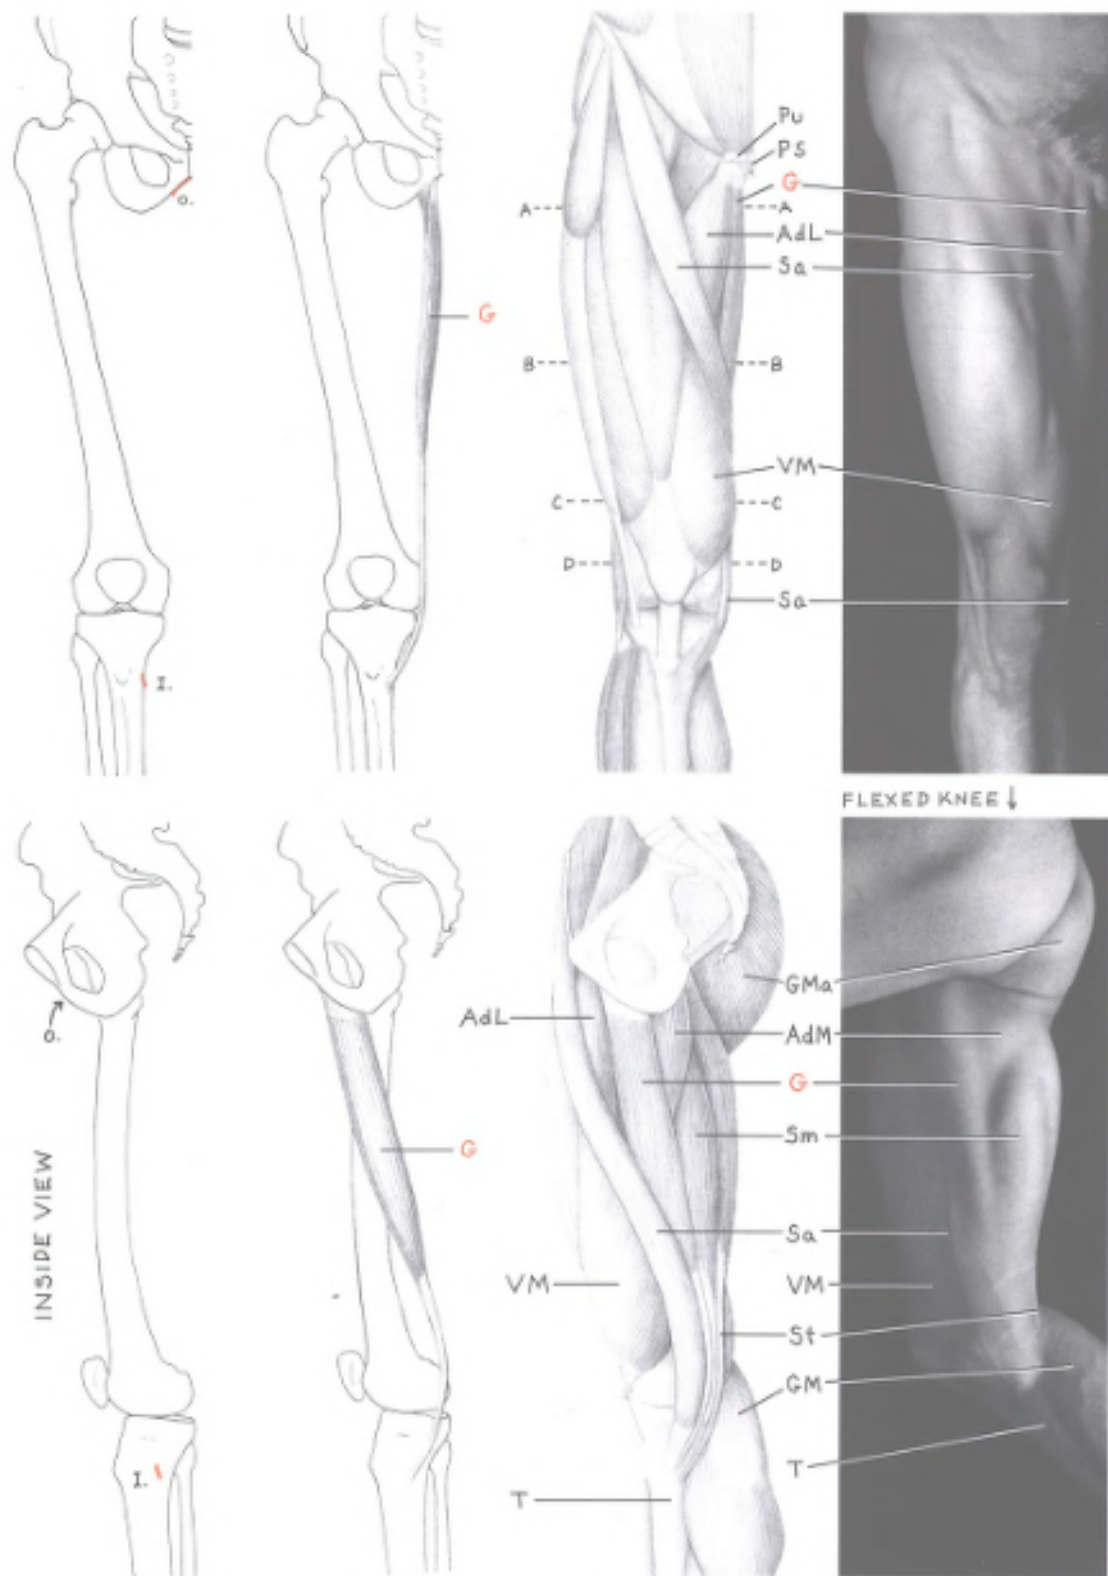 Pu
PS
G
O.
A A
AdL
Sa
G
B B
VM
C C
D D
Sa
I.
FLEXED KNEE ↓
GMa
AdL
O.
AdM
G
Sm
G
INSIDE VIEW
Sa
VM VM
St
GM
I.
T
T